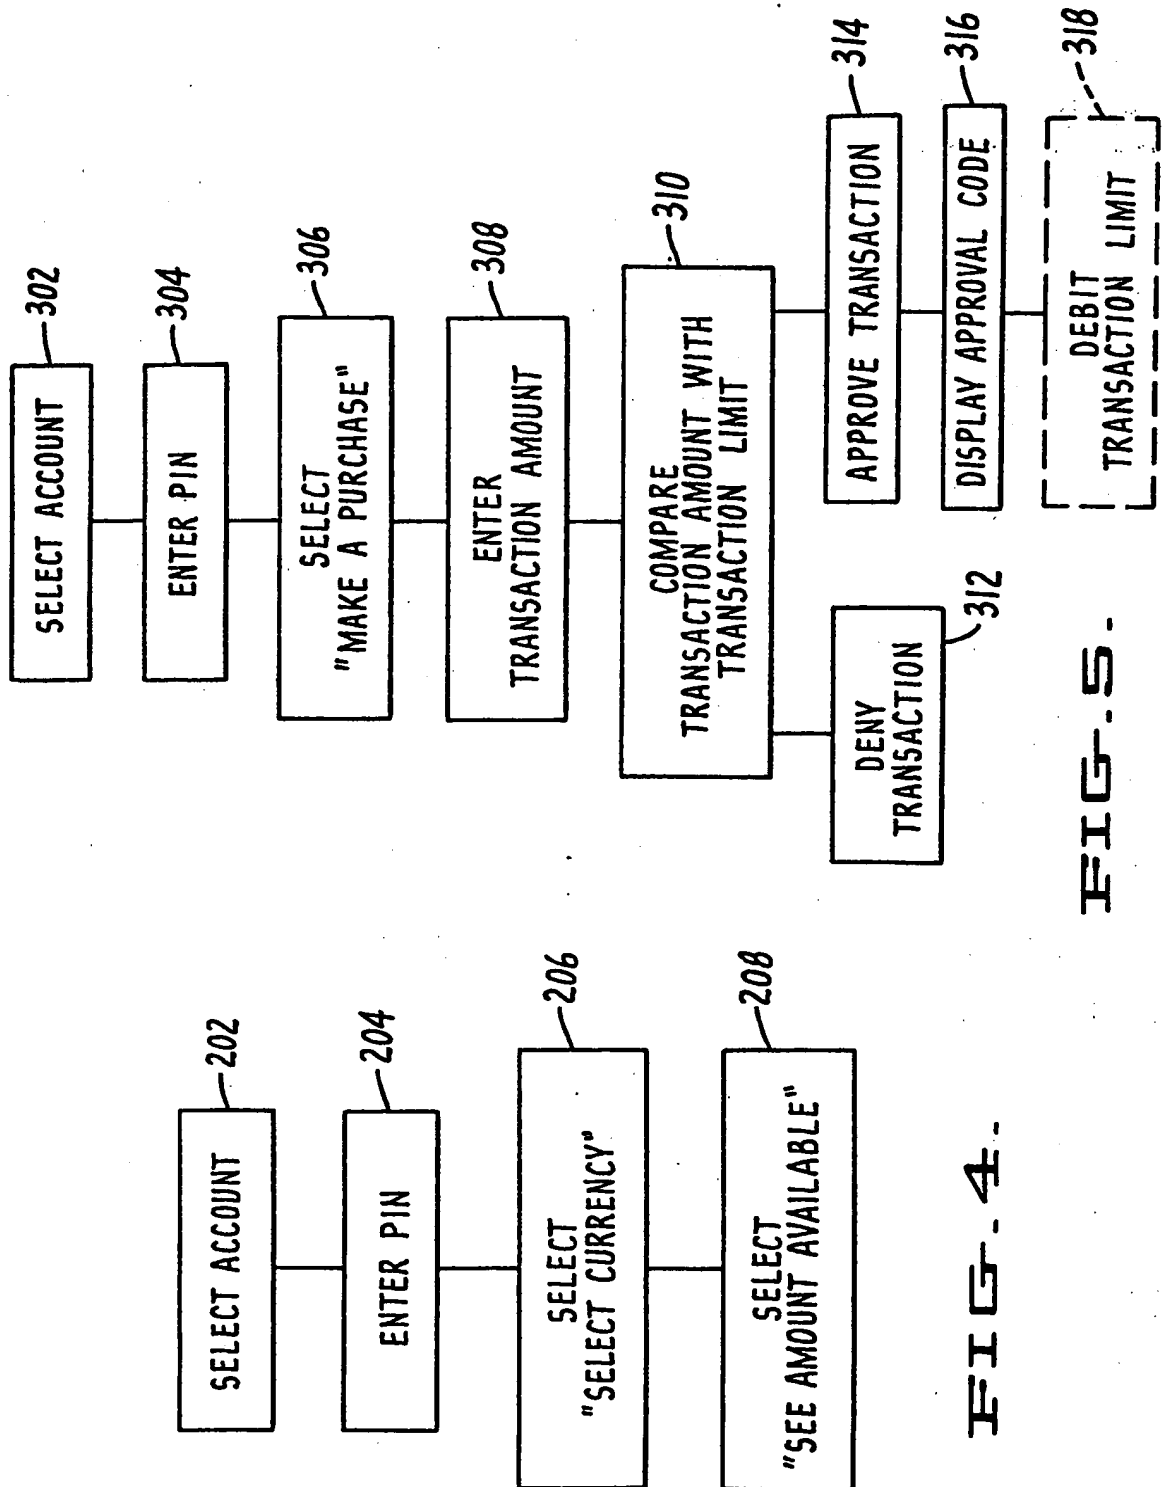 SELECT ACCOUNT
202
ENTER PIN
204
SELECT
"SELECT CURRENCY"
206
SELECT
"SEE AMOUNT AVAILABLE"
208
FIG.4.
SELECT ACCOUNT
302
ENTER PIN
304
SELECT
"MAKE A PURCHASE"
306
ENTER
TRANSACTION AMOUNT
308
COMPARE
TRANSACTION AMOUNT WITH
TRANSACTION LIMIT
310
DENY
TRANSACTION
312
APPROVE TRANSACTION
314
DISPLAY APPROVAL CODE
316
DEBIT
TRANSACTION LIMIT
318
FIG.5.